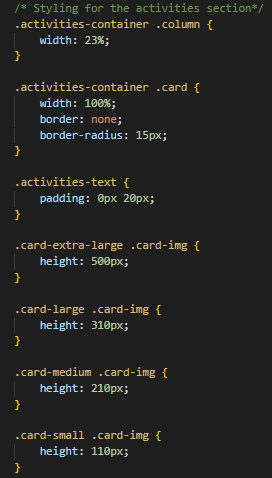 /* Styling for the activities section*/
.activities-container .column {
    width: 23%;
}

.activities-container .card {
    width: 100%;
    border: none;
    border-radius: 15px;
}

.activities-text {
    padding: 0px 20px;
}

.card-extra-large .card-img {
    height: 500px;
}

.card-large .card-img {
    height: 310px;
}

.card-medium .card-img {
    height: 210px;
}

.card-small .card-img {
    height: 110px;
}